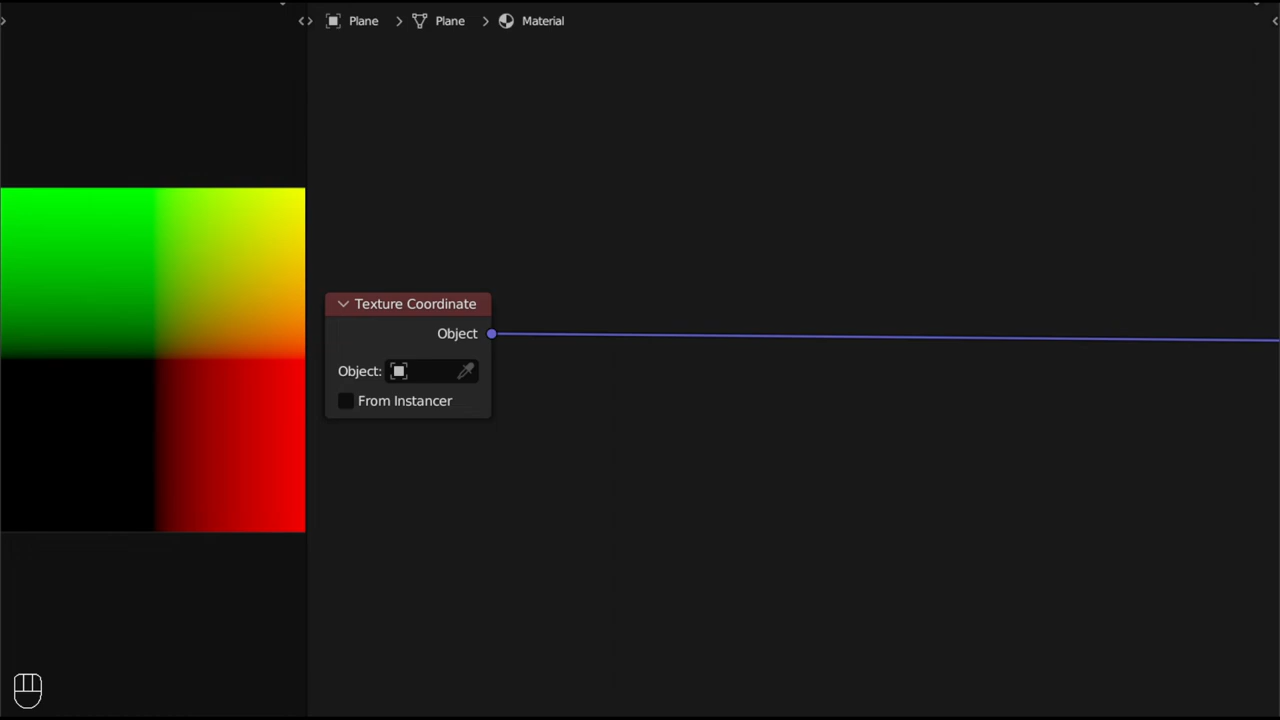 Plane Plane Material
Texture Coordinate
Object
Object:
From Instancer